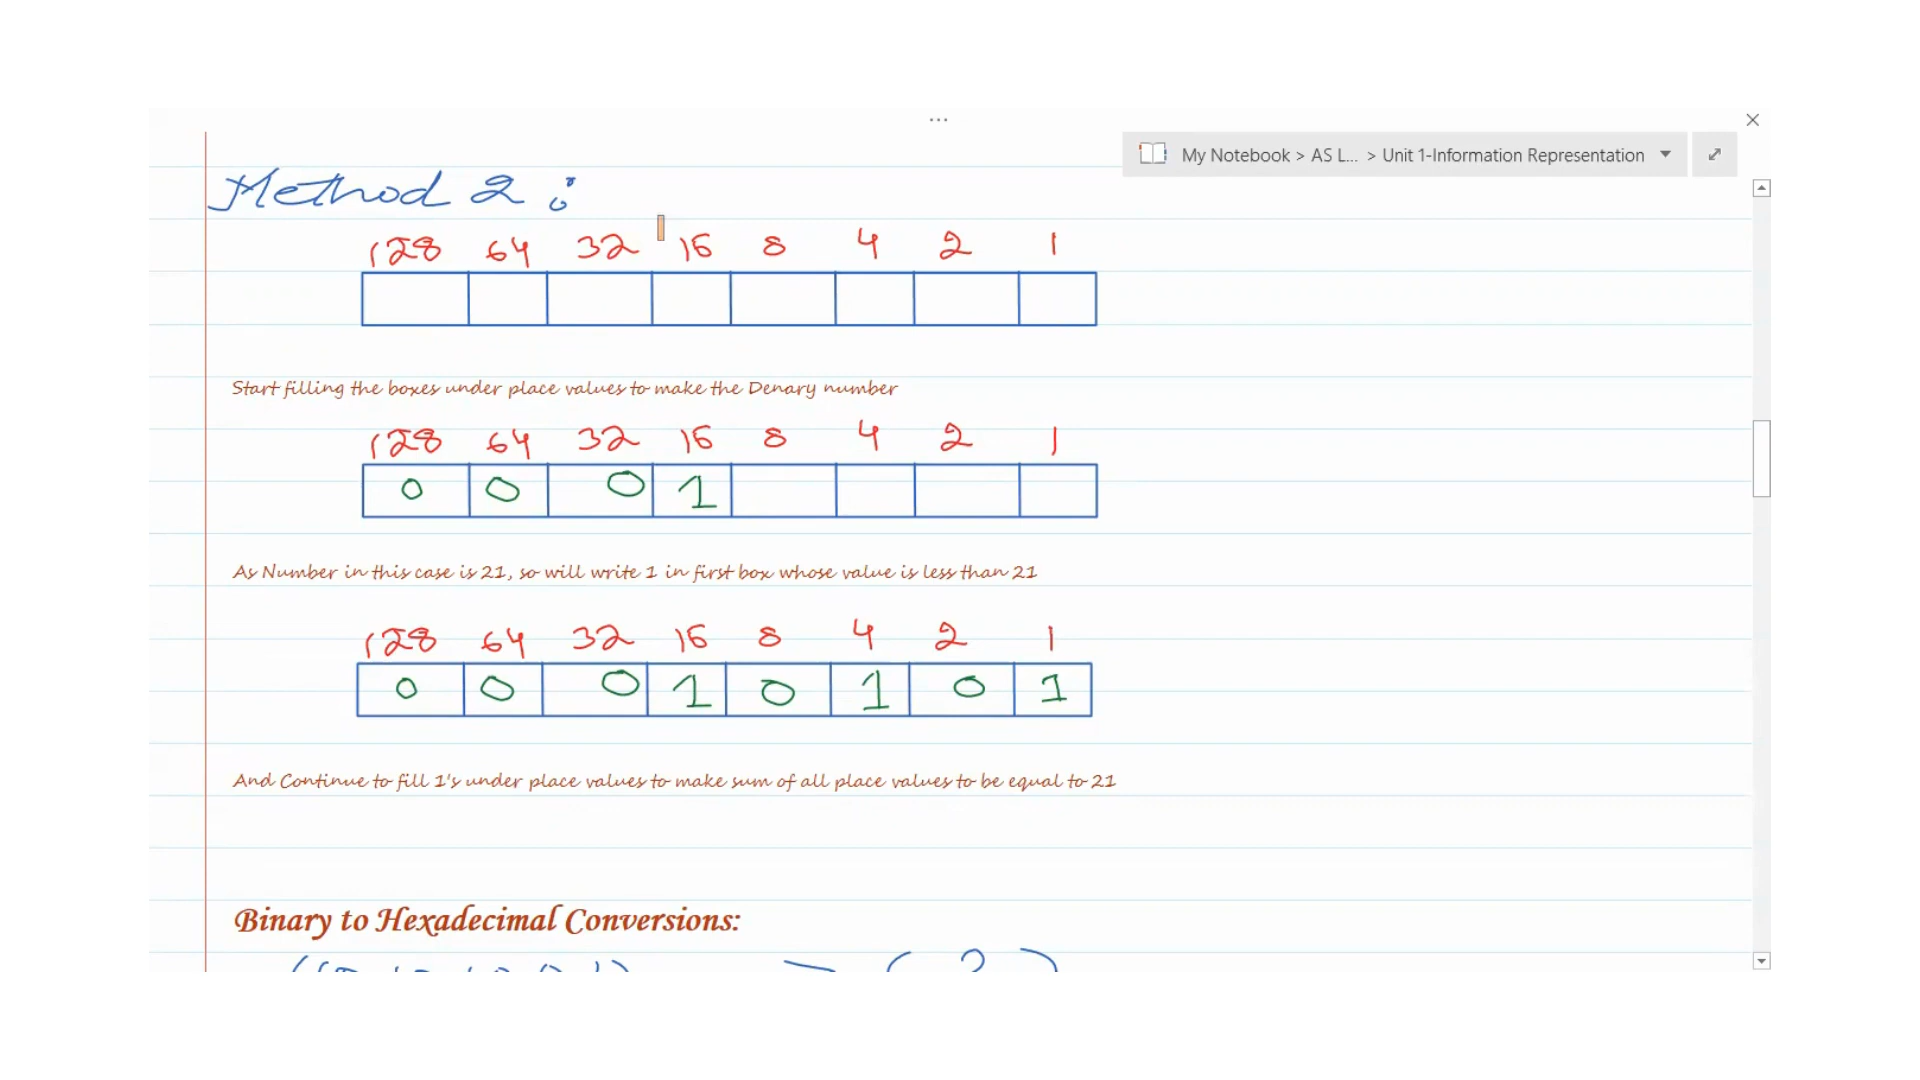 My Notebook > AS L... > Unit 1-Information Representation
Method 2 :
128 64 32 16 8 4 2 1
Start filling the boxes under place values to make the Denary number
128 64 32 16 8 4 2 1
0 0 0 1
As Number in this case is 21, so will write 1 in first box whose value is less than 21
128 64 32 16 8 4 2 1
0 0 0 1 0 1 0 1
And Continue to fill 1's under place values to make sum of all place values to be equal to 21
Binary to Hexadecimal Conversions: